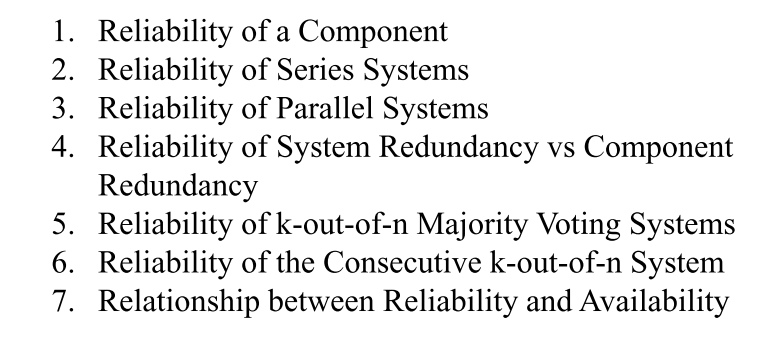 1. Reliability of a Component
2. Reliability of Series Systems
3. Reliability of Parallel Systems
4. Reliability of System Redundancy vs Component
Redundancy
5. Reliability of k-out-of-n Majority Voting Systems
6. Reliability of the Consecutive k-out-of-n System
7. Relationship between Reliability and Availability